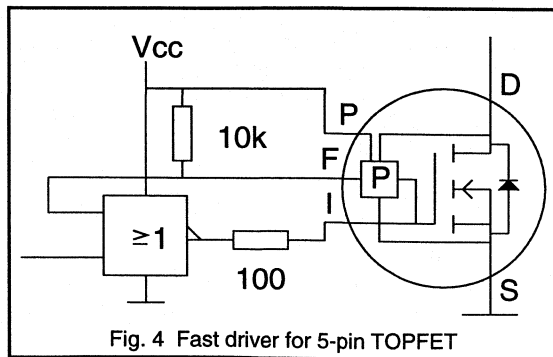 Vcc
D
P
10k
F
P
I
≥1
100
S
Fig. 4 Fast driver for 5-pin TOPFET